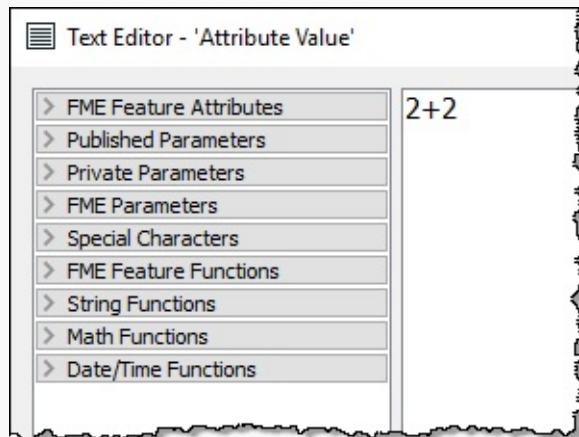 Text Editor - 'Attribute Value'
FME Feature Attributes
Published Parameters
Private Parameters
FME Parameters
Special Characters
FME Feature Functions
String Functions
Math Functions
Date/Time Functions
2+2